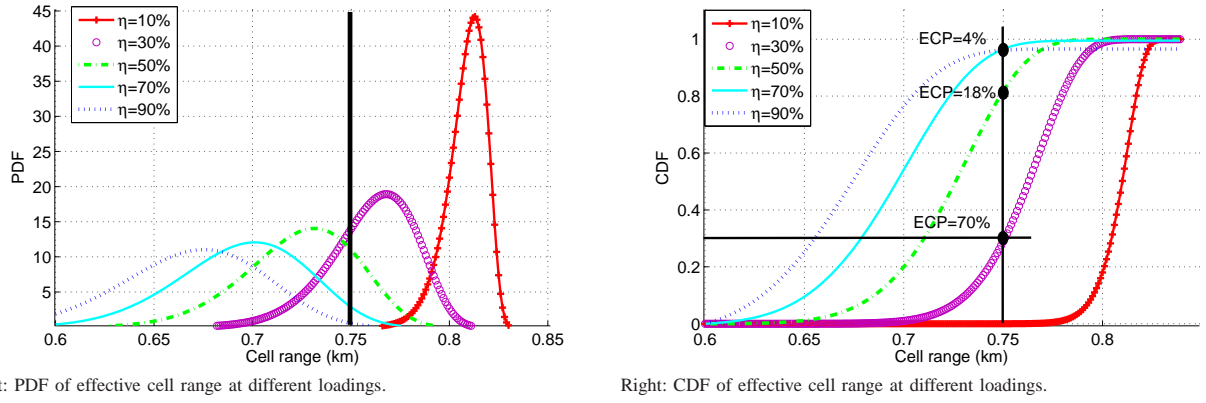 45
40
35
30
25
20
15
10
5
PDF
η=10%
η=30%
η=50%
η=70%
η=90%
0.6
0.65
0.7
0.75
0.8
0.85
Cell range (km)
: PDF of effective cell range at different loadings.
1
0.8
0.6
0.4
0.2
0
CDF
η=10%
η=30%
η=50%
η=70%
η=90%
ECP=4%
ECP=18%
ECP=70%
0.6
0.65
0.7
0.75
0.8
Cell range (km)
Right: CDF of effective cell range at different loadings.